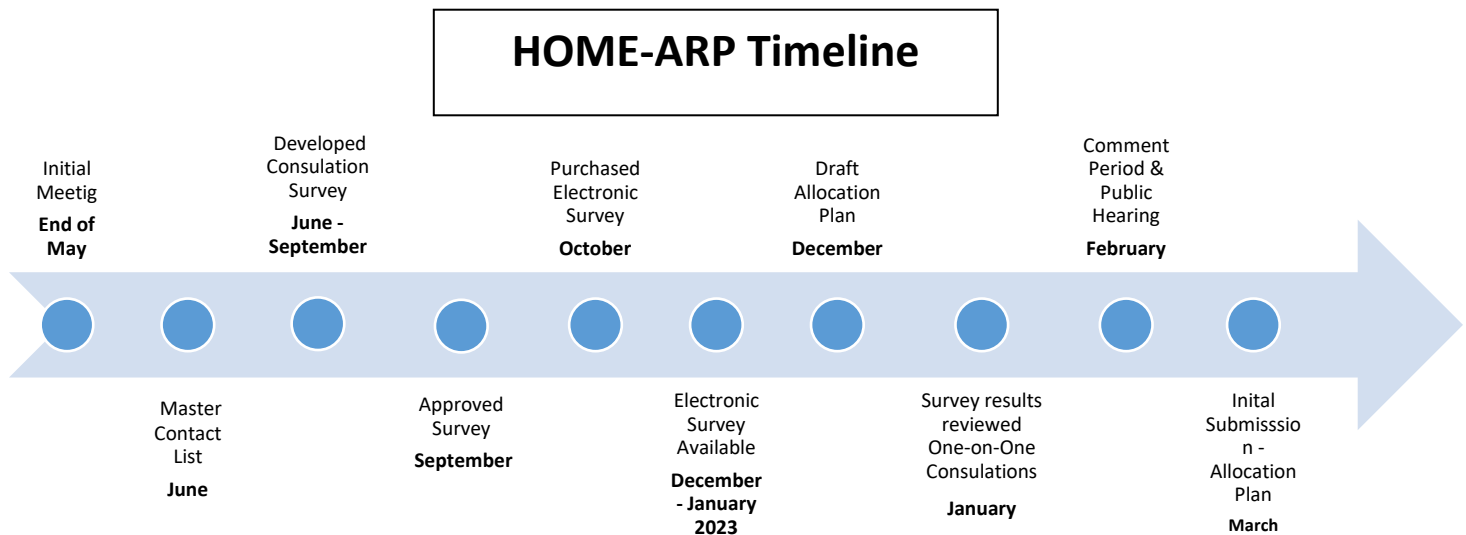 HOME-ARP Timeline
Initial
Meetig
End of
May
Master
Contact
List
June
Developed
Consulation
Survey
June -
September
Approved
Survey
September
Purchased
Electronic
Survey
October
Electronic
Survey
Available
December
- January
2023
Draft
Allocation
Plan
December
Survey results
reviewed
One-on-One
Consulations
January
Comment
Period &
Public
Hearing
February
Inital
Submisssio
n -
Allocation
Plan
March